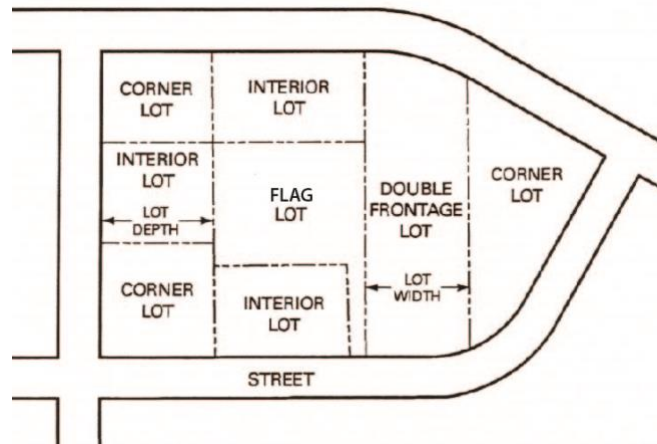 CORNER
LOT
INTERIOR
LOT
INTERIOR
LOT
LOT
DEPTH
FLAG
LOT
DOUBLE
FRONTAGE
LOT
CORNER
LOT
CORNER
LOT
INTERIOR
LOT
LOT
WIDTH
STREET